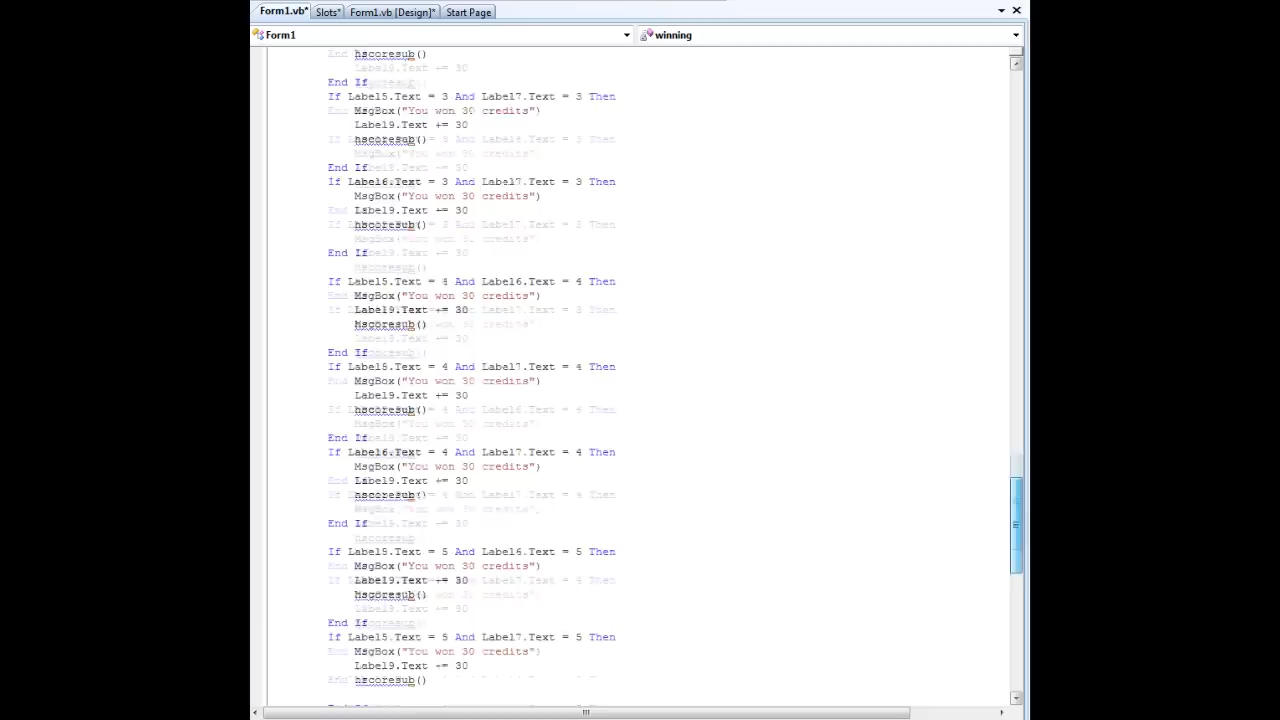 Form1.vb* Slots* Form1.vb [Design]* Start Page
Form1 winning
End hscoresub()
Label9.Text += 30
End If
If Label5.Text = 3 And Label7.Text = 3 Then
MsgBox("You won 30 credits")
Label9.Text += 30
hscoresub()
End If
If Label6.Text = 3 And Label7.Text = 3 Then
MsgBox("You won 30 credits")
Label9.Text += 30
hscoresub()
End If
If Label5.Text = 4 And Label6.Text = 4 Then
MsgBox("You won 30 credits")
Label9.Text += 30
hscoresub()
End If
If Label5.Text = 4 And Label7.Text = 4 Then
MsgBox("You won 30 credits")
Label9.Text += 30
hscoresub()
End If
If Label6.Text = 4 And Label7.Text = 4 Then
MsgBox("You won 30 credits")
Label9.Text += 30
hscoresub()
End If
If Label5.Text = 5 And Label6.Text = 5 Then
MsgBox("You won 30 credits")
Label9.Text += 30
hscoresub()
End If
If Label5.Text = 5 And Label7.Text = 5 Then
MsgBox("You won 30 credits")
Label9.Text += 30
hscoresub()